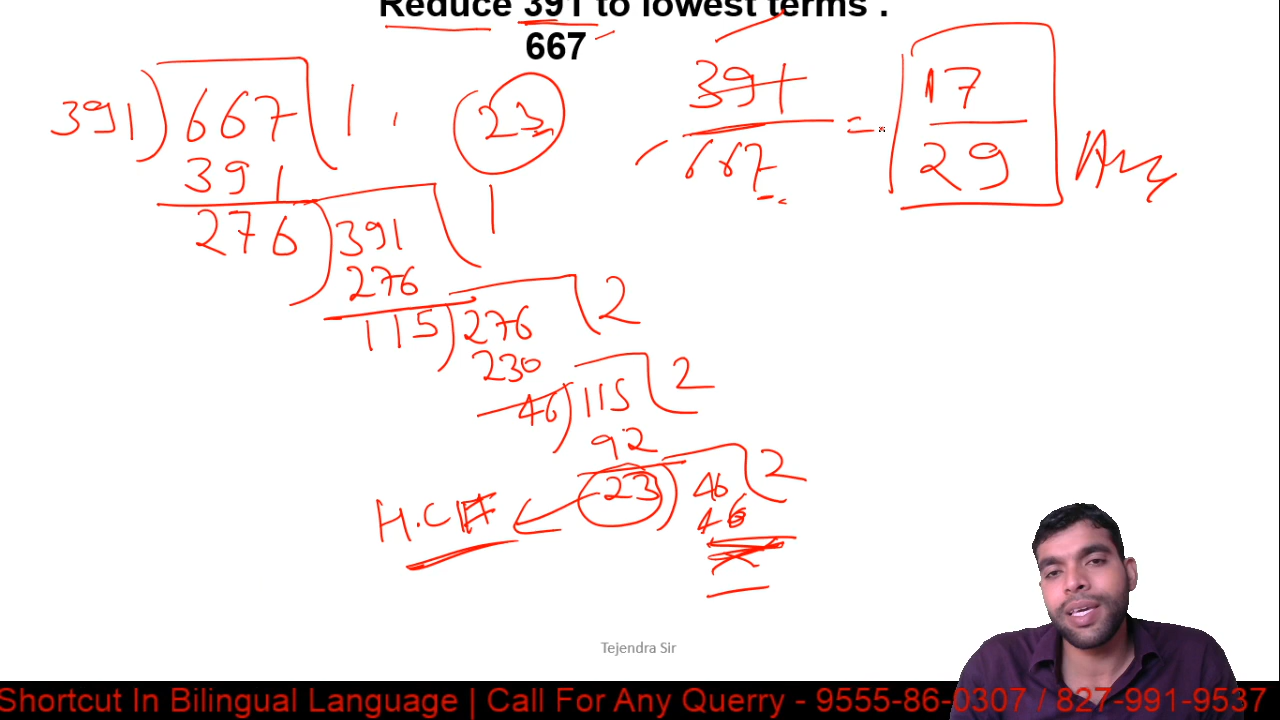 Reduce 391 to lowest terms .
667
391) 667 ( 1
391
276) 391 ( 1
276
115) 276 ( 2
230
46) 115 ( 2
92
23) 46 ( 2
46
H.C.F
23
391
667
=
17
29
Ans
Tejendra Sir
Shortcut In Bilingual Language | Call For Any Querry - 9555-86-0307 / 827-991-9537